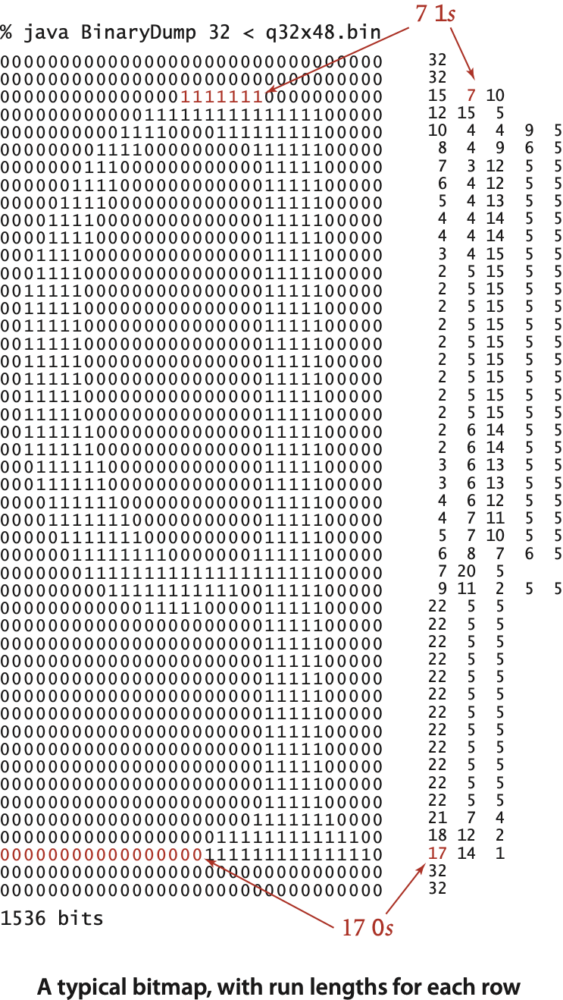 7 1s
% java BinaryDump 32 < q32x48.bin
00000000000000000000000000000000 32
00000000000000000000000000000000 32
00000000000000011111110000000000 15 7 10
00000000000011111111111111100000 12 15 5
00000000001111000011111111100000 10 4 4 9 5
00000000111100000000011111100000 8 4 9 6 5
00000001110000000000001111100000 7 3 12 5 5
00000011110000000000001111100000 6 4 12 5 5
00000111100000000000001111100000 5 4 13 5 5
00001111000000000000001111100000 4 4 14 5 5
00001111000000000000001111100000 4 4 14 5 5
00011110000000000000001111100000 3 4 15 5 5
00011110000000000000001111100000 2 5 15 5 5
00111110000000000000001111100000 2 5 15 5 5
00111110000000000000001111100000 2 5 15 5 5
00111110000000000000001111100000 2 5 15 5 5
00111110000000000000001111100000 2 5 15 5 5
00111110000000000000001111100000 2 5 15 5 5
00111110000000000000001111100000 2 5 15 5 5
00111110000000000000001111100000 2 5 15 5 5
00111110000000000000001111100000 2 5 15 5 5
00111111000000000000001111100000 2 6 14 5 5
00111111000000000000001111100000 2 6 14 5 5
00011111100000000000001111100000 3 6 13 5 5
00011111100000000000001111100000 3 6 13 5 5
00001111110000000000001111100000 4 6 12 5 5
00001111111000000000001111100000 4 7 11 5 5
00000111111100000000001111100000 5 7 10 5 5
00000011111111000000011111100000 6 8 7 6 5
00000001111111111111111111100000 7 20 5
00000000011111111111001111100000 9 11 2 5 5
00000000000011111000001111100000 22 5 5
00000000000000000000001111100000 22 5 5
00000000000000000000001111100000 22 5 5
00000000000000000000001111100000 22 5 5
00000000000000000000001111100000 22 5 5
00000000000000000000001111100000 22 5 5
00000000000000000000001111100000 22 5 5
00000000000000000000001111100000 22 5 5
00000000000000000000001111100000 22 5 5
00000000000000000000001111100000 22 5 5
00000000000000000000001111100000 22 5 5
00000000000000000000001111100000 22 5 5
00000000000000000000011111110000 21 7 4
00000000000000000011111111111100 18 12 2
00000000000000000111111111111110 17 14 1
00000000000000000000000000000000 32
00000000000000000000000000000000 32
1536 bits
17 0s
A typical bitmap, with run lengths for each row